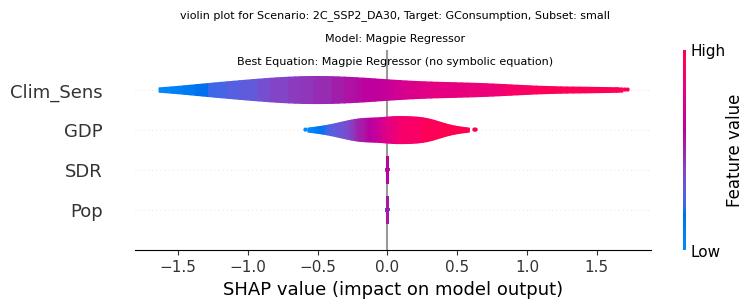 violin plot for Scenario: 2C_SSP2_DA30, Target: GConsumption, Subset: small
Model: Magpie Regressor
Best Equation: Magpie Regressor (no symbolic equation)
High
Clim_Sens
GDP
SDR
Pop
Feature value
Low
−1.5 −1.0 −0.5 0.0 0.5 1.0 1.5
SHAP value (impact on model output)